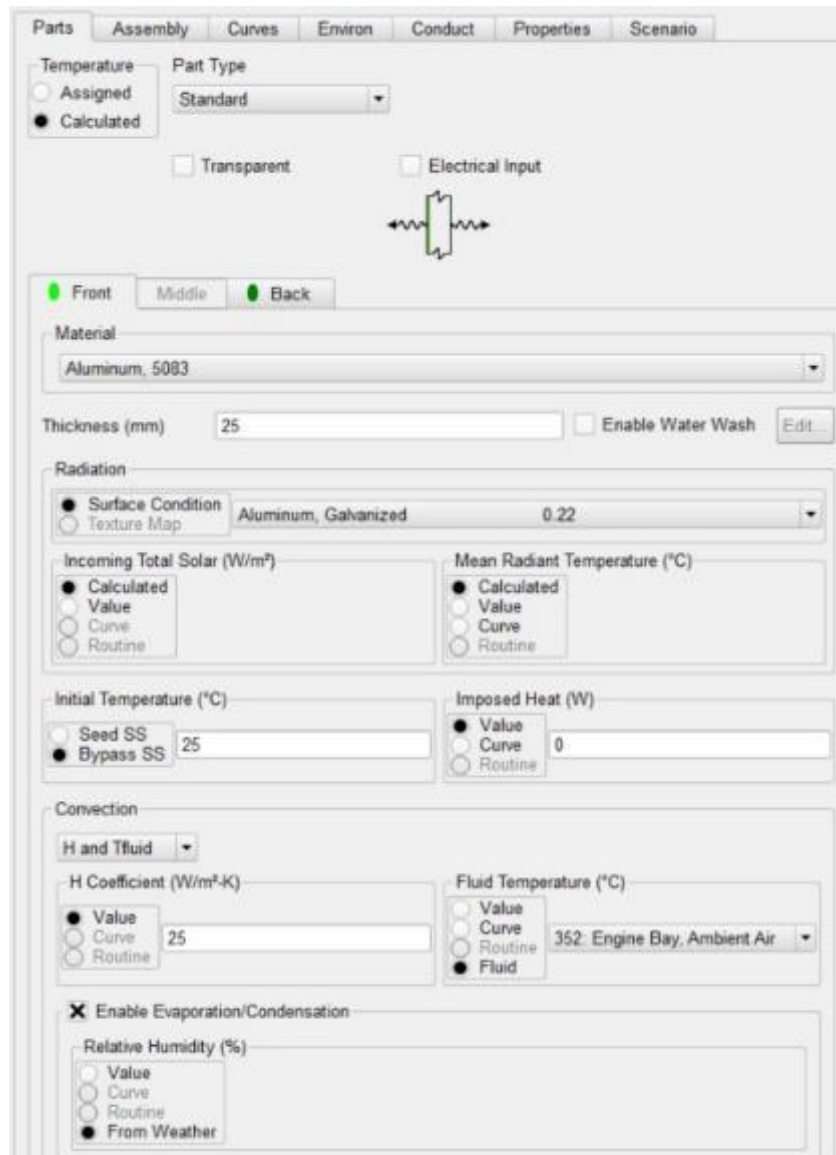 Parts Assembly Curves Environ Conduct Properties Scenario
Temperature Part Type
Assigned Standard
Calculated
Transparent Electrical Input
Front Middle Back
Material
Aluminum, 5083
Thickness (mm) 25 Enable Water Wash Edit...
Radiation
Surface Condition Aluminum, Galvanized 0.22
Texture Map
Incoming Total Solar (W/m²) Mean Radiant Temperature (°C)
Calculated Calculated
Value Value
Curve Curve
Routine Routine
Initial Temperature (°C) Imposed Heat (W)
Seed SS 25 Value 0
Bypass SS Curve
Routine
Convection
H and Tfluid
H Coefficient (W/m²-K) Fluid Temperature (°C)
Value 25 Value
Curve Curve 352: Engine Bay, Ambient Air
Routine Routine
Fluid
Enable Evaporation/Condensation
Relative Humidity (%)
Value
Curve
Routine
From Weather